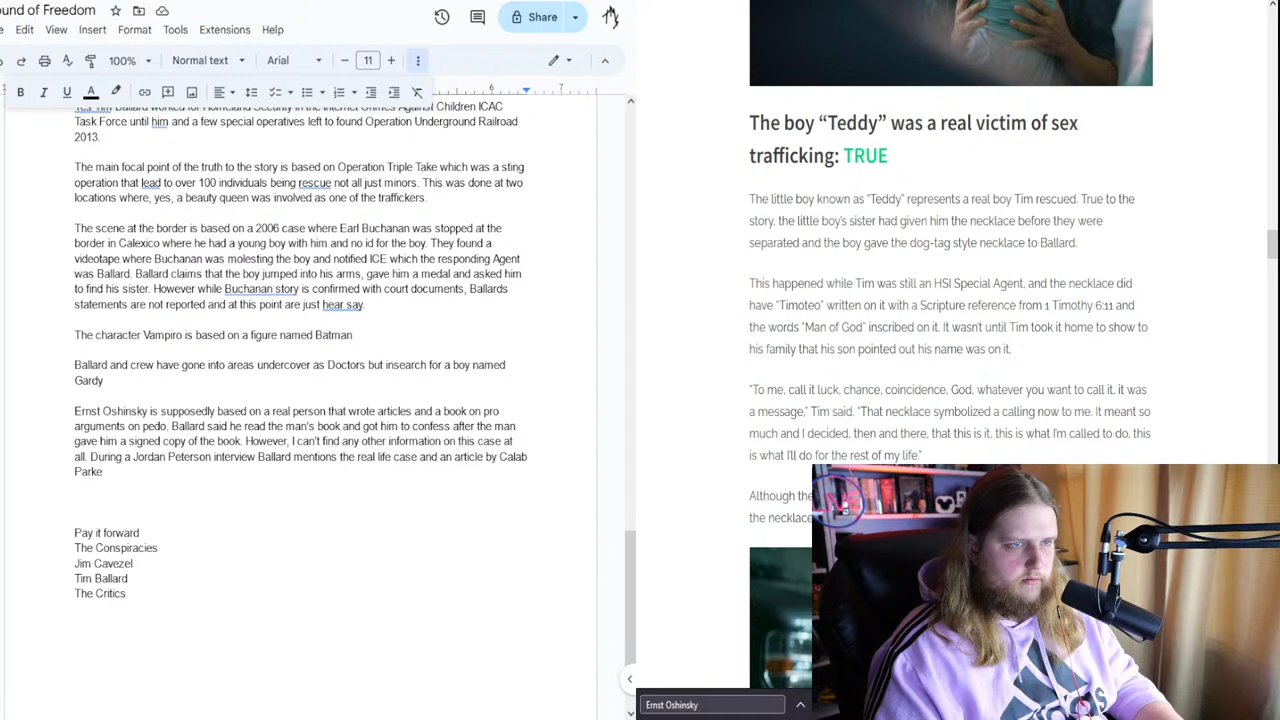 ound of Freedom
Edit View Insert Format Tools Extensions Help
Share
100% Normal text Arial 11
6 7
Yes Tim Ballard worked for Homeland Security in the Internet Crimes Against Children ICAC
Task Force until him and a few special operatives left to found Operation Underground Railroad
2013.
The main focal point of the truth to the story is based on Operation Triple Take which was a sting
operation that lead to over 100 individuals being rescue not all just minors. This was done at two
locations where, yes, a beauty queen was involved as one of the traffickers.
The scene at the border is based on a 2006 case where Earl Buchanan was stopped at the
border in Calexico where he had a young boy with him and no id for the boy. They found a
videotape where Buchanan was molesting the boy and notified ICE which the responding Agent
was Ballard. Ballard claims that the boy jumped into his arms, gave him a medal and asked him
to find his sister. However while Buchanan story is confirmed with court documents, Ballards
statements are not reported and at this point are just hear say.
The character Vampiro is based on a figure named Batman
Ballard and crew have gone into areas undercover as Doctors but insearch for a boy named
Gardy
Ernst Oshinsky is supposedly based on a real person that wrote articles and a book on pro
arguments on pedo. Ballard said he read the man's book and got him to confess after the man
gave him a signed copy of the book. However, I can't find any other information on this case at
all. During a Jordan Peterson interview Ballard mentions the real life case and an article by Calab
Parke
Pay it forward
The Conspiracies
Jim Cavezel
Tim Ballard
The Critics
The boy “Teddy” was a real victim of sex
trafficking: TRUE
The little boy known as “Teddy” represents a real boy Tim rescued. True to the
story, the little boy's sister had given him the necklace before they were
separated and the boy gave the dog-tag style necklace to Ballard.
This happened while Tim was still an HSI Special Agent, and the necklace did
have “Timoteo” written on it with a Scripture reference from 1 Timothy 6:11 and
the words “Man of God” inscribed on it. It wasn't until Tim took it home to show to
his family that his son pointed out his name was on it.
“To me, call it luck, chance, coincidence, God, whatever you want to call it, it was
a message,” Tim said. “That necklace symbolized a calling now to me. It meant so
much and I decided, then and there, that this is it, this is what I'm called to do, this
is what I'll do for the rest of my life.”
Although the
the necklace
LIVE
adidas
Ernst Oshinsky